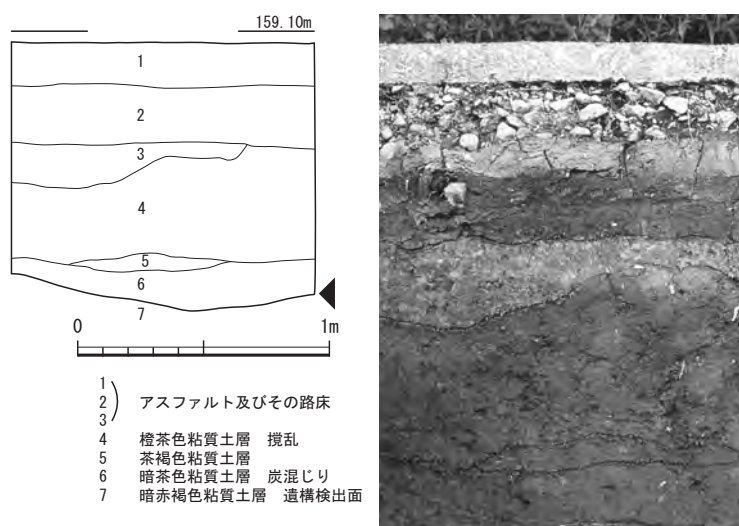 159.10m
1
2
3
4
5
6
7
0 1m
1
2 アスファルト及びその路床
3
4 橙茶色粘質土層 撹乱
5 茶褐色粘質土層
6 暗茶色粘質土層 炭混じり
7 暗赤褐色粘質土層 遺構検出面